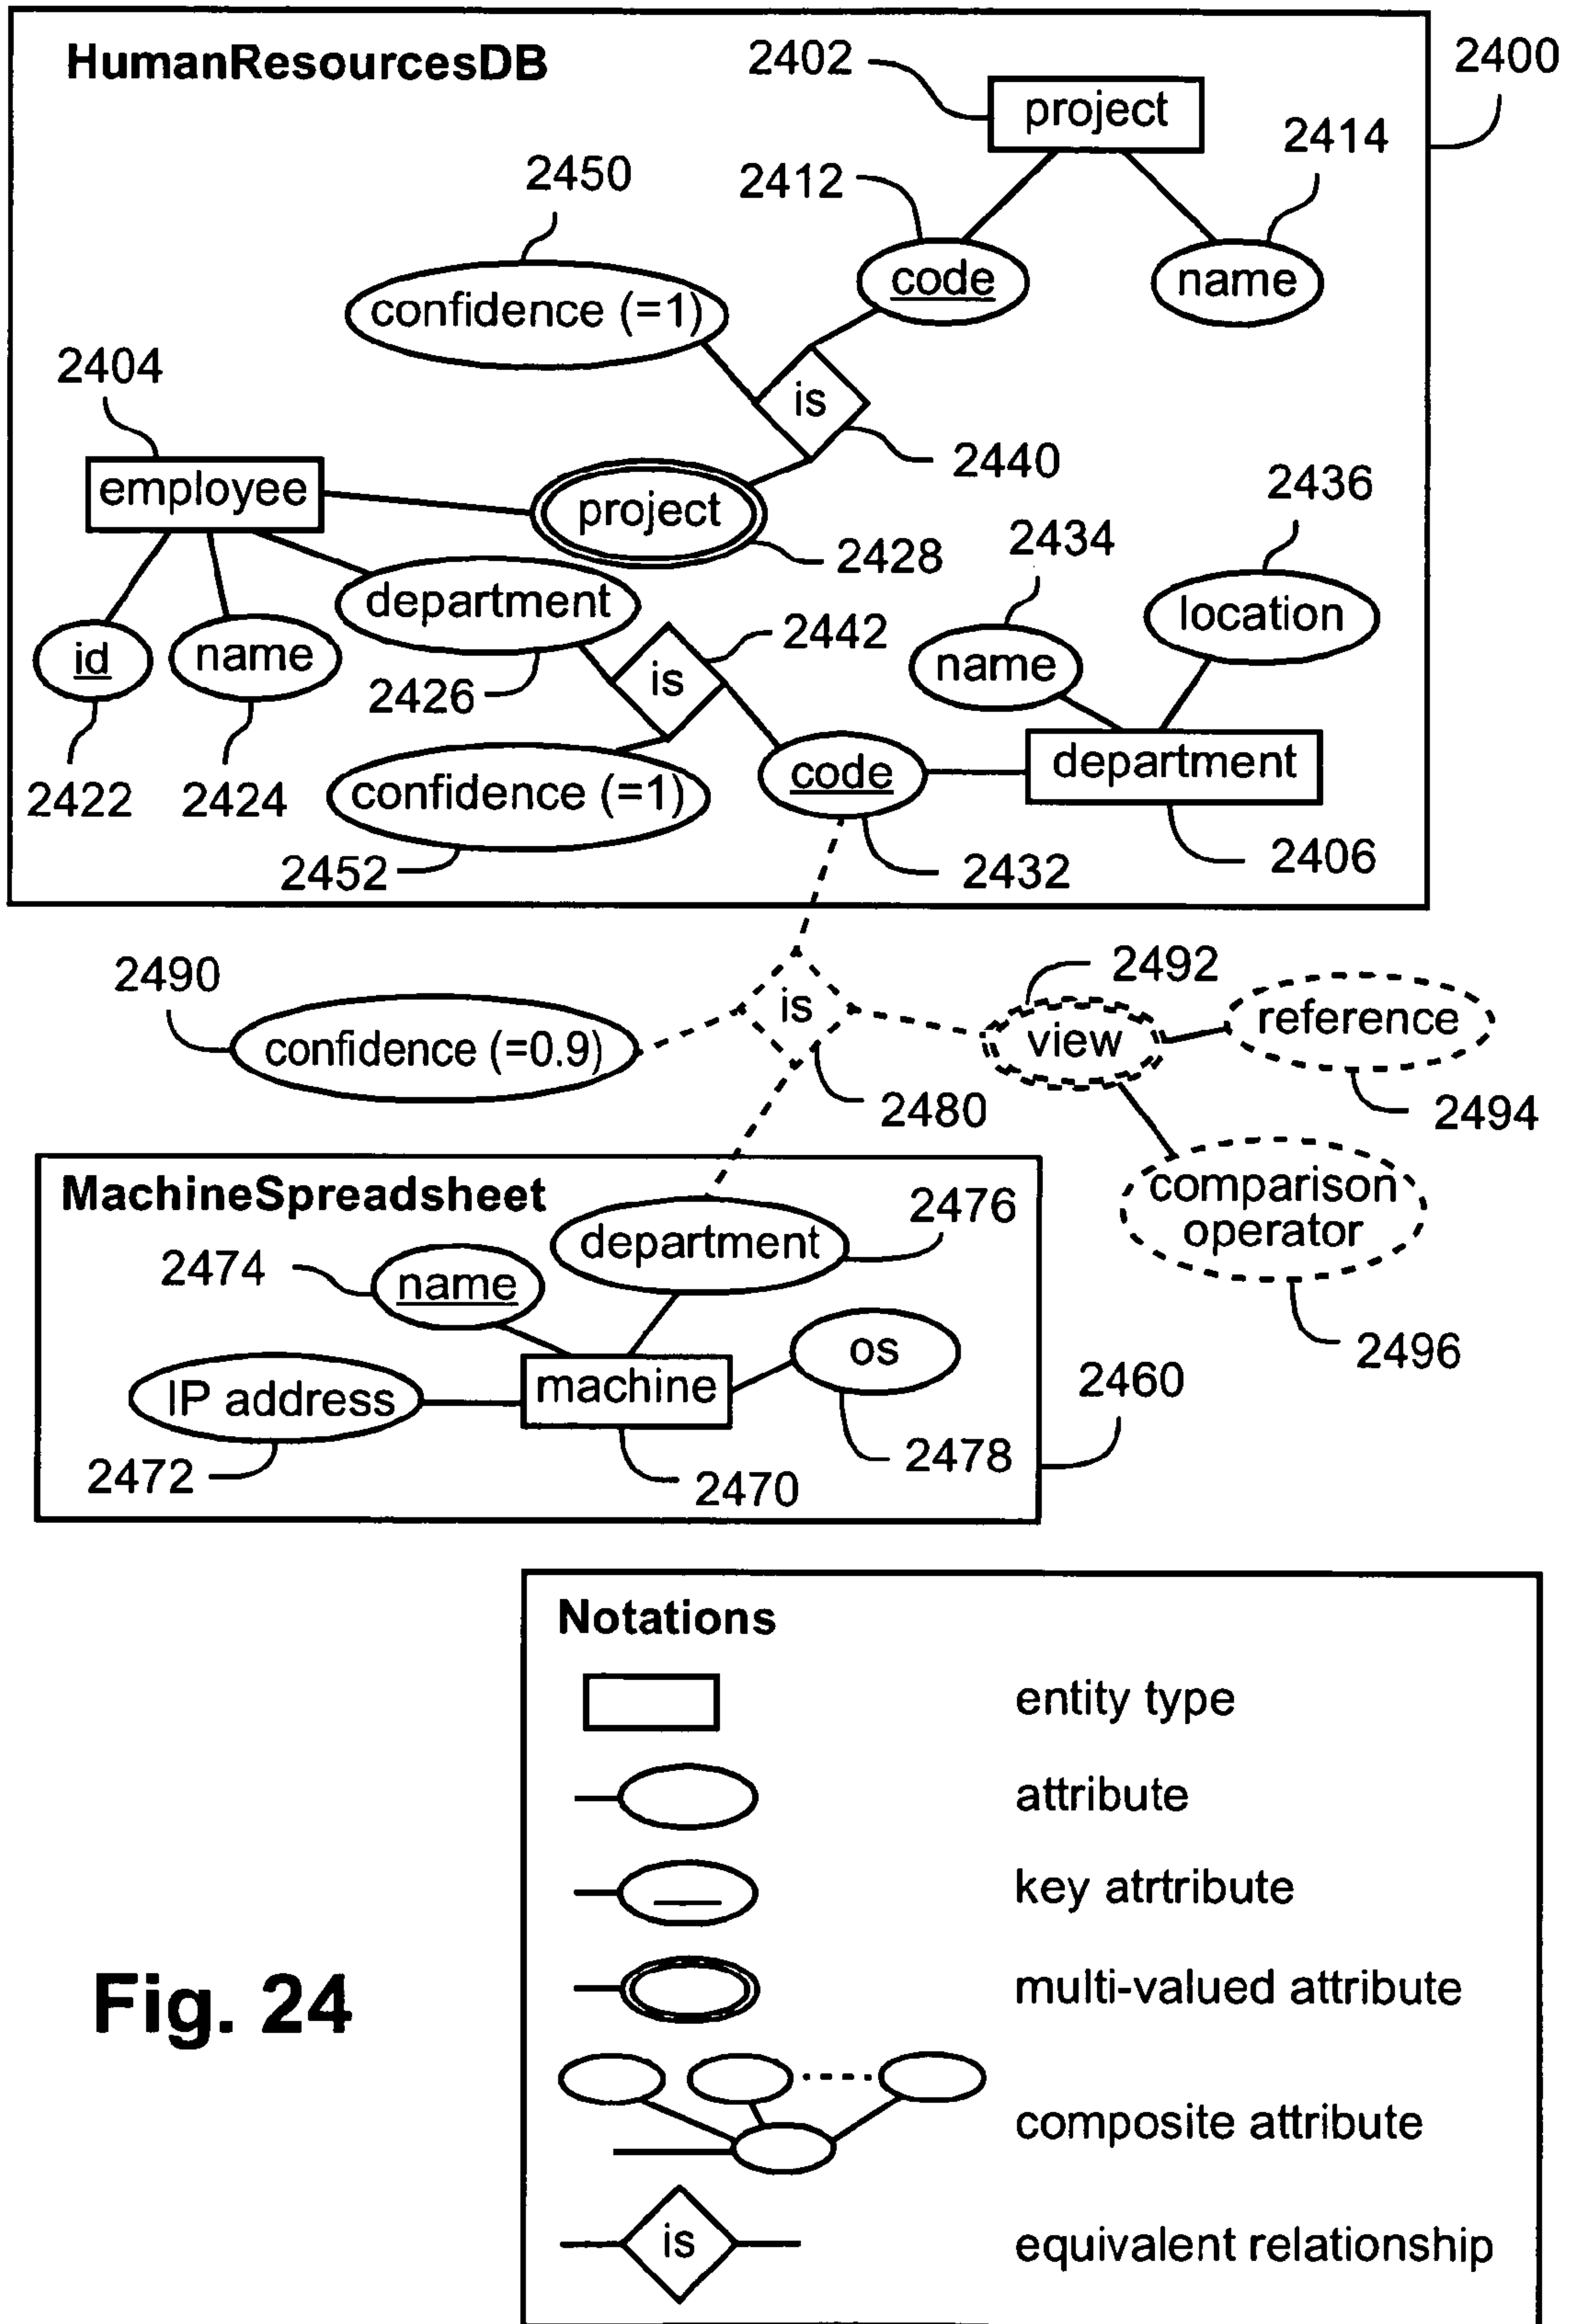 HumanResourcesDB
2402
2400
project
2414
2450
2412
code
name
confidence (=1)
2404
is
2440
employee
project
2436
2434
2428
department
location
2442
id
name
is
name
2426
2422
2424
confidence (=1)
code
department
2452
2432
2406
2490
2492
is
reference
confidence (=0.9)
view
2480
2494
MachineSpreadsheet
comparison
operator
2476
department
2474
name
2496
os
2460
IP address
machine
2478
2472
2470
Notations
entity type
attribute
key atrtribute
multi-valued attribute
composite attribute
is
equivalent relationship
Fig. 24